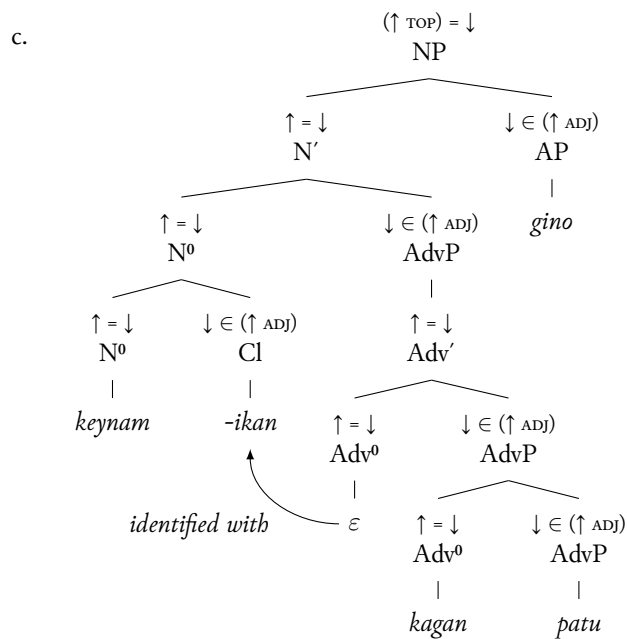 c.
(↑ TOP) = ↓
NP
↑ = ↓ ↓ ∈ (↑ ADJ)
N′ AP
gino
↑ = ↓ ↓ ∈ (↑ ADJ)
N⁰ AdvP
↑ = ↓ ↓ ∈ (↑ ADJ) ↑ = ↓
N⁰ Cl Adv′
keynam -ikan
↑ = ↓ ↓ ∈ (↑ ADJ)
Adv⁰ AdvP
identified with ε
↑ = ↓ ↓ ∈ (↑ ADJ)
Adv⁰ AdvP
kagan patu